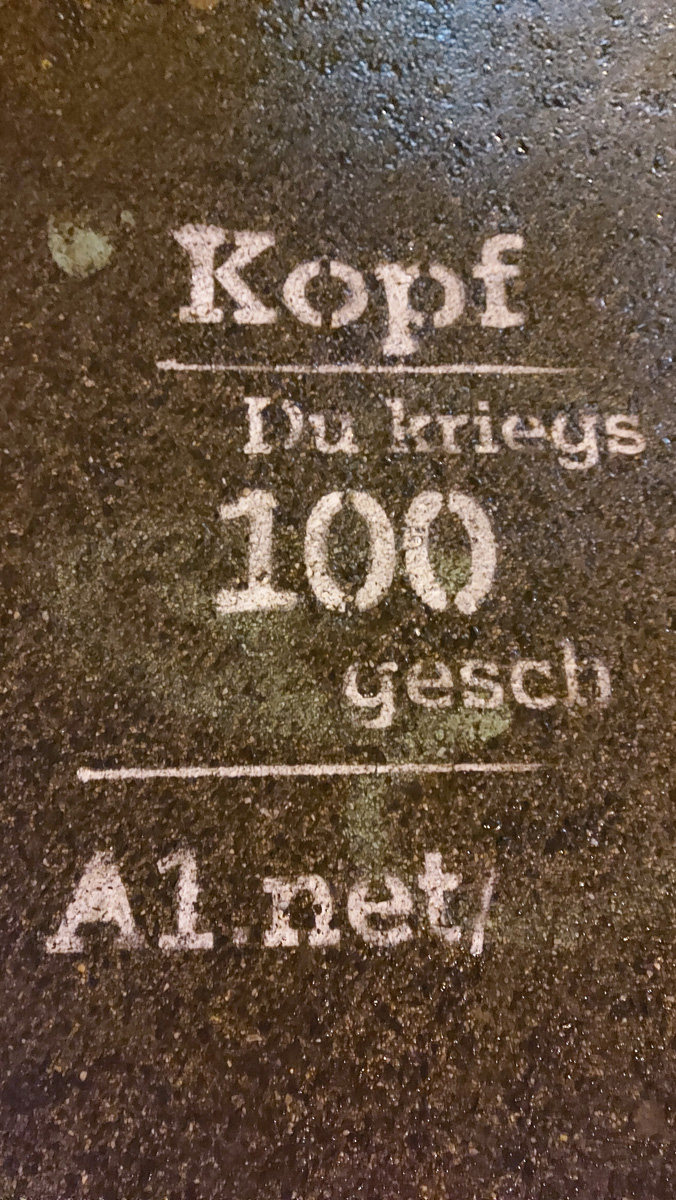 Kopf
Du kriegs
100
gesch
A1.net/